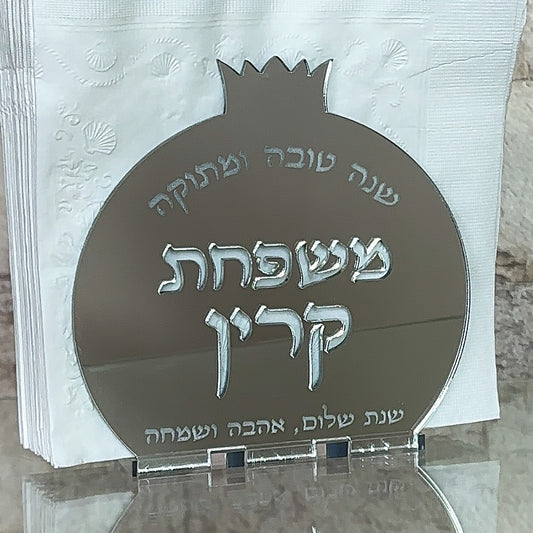 שנה טובה ומתוקה
משפחת
קרין
שנת שלום, אהבה ושמחה